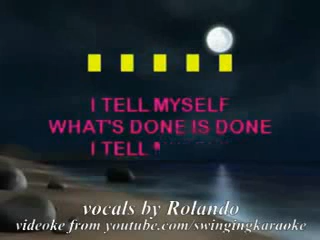 I TELL MYSELF
WHAT'S DONE IS DONE
I TELL
vocals by Rolando
videoke from youtube.com/swingingkaraoke